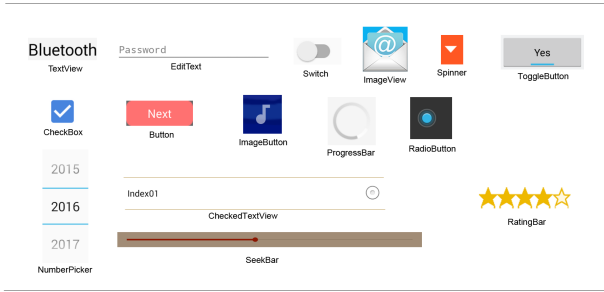 Bluetooth
TextView
Password
EditText
Switch
ImageView
Spinner
Yes
ToggleButton
CheckBox
Next
Button
ImageButton
ProgressBar
RadioButton
2015
2016
2017
NumberPicker
Index01
CheckedTextView
SeekBar
RatingBar